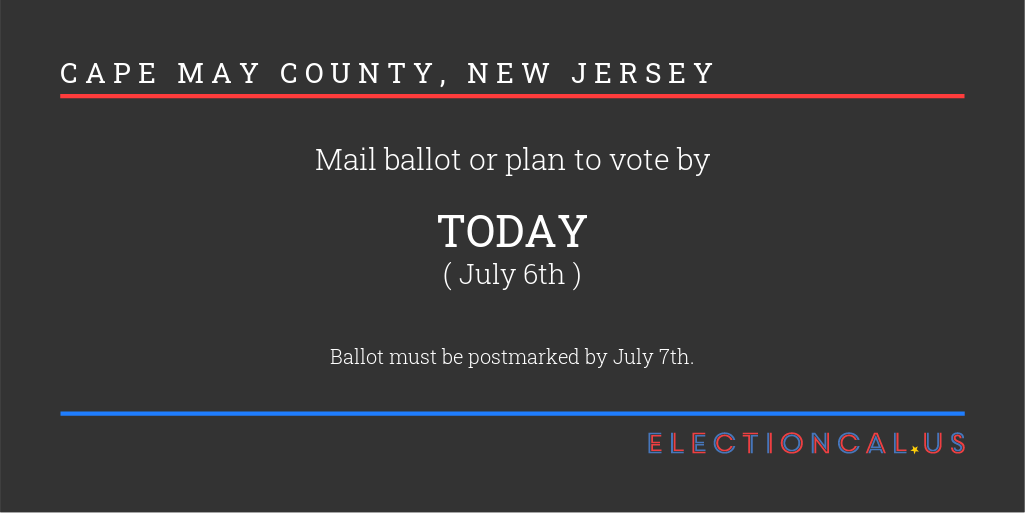 CAPE MAY COUNTY, NEW JERSEY
Mail ballot or plan to vote by
TODAY
( July 6th )
Ballot must be postmarked by July 7th.
ELECTIONCAL.US